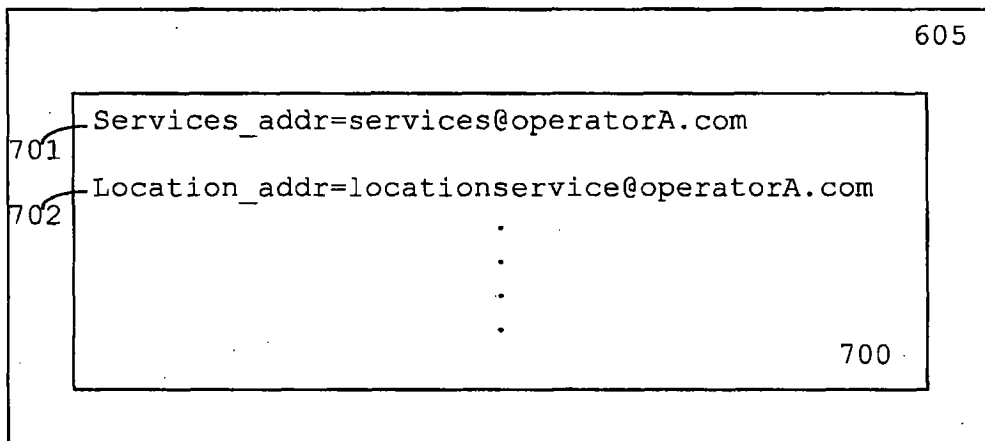 605
Services_addr=services@operatorA.com
701
Location_addr=locationservice@operatorA.com
702
700